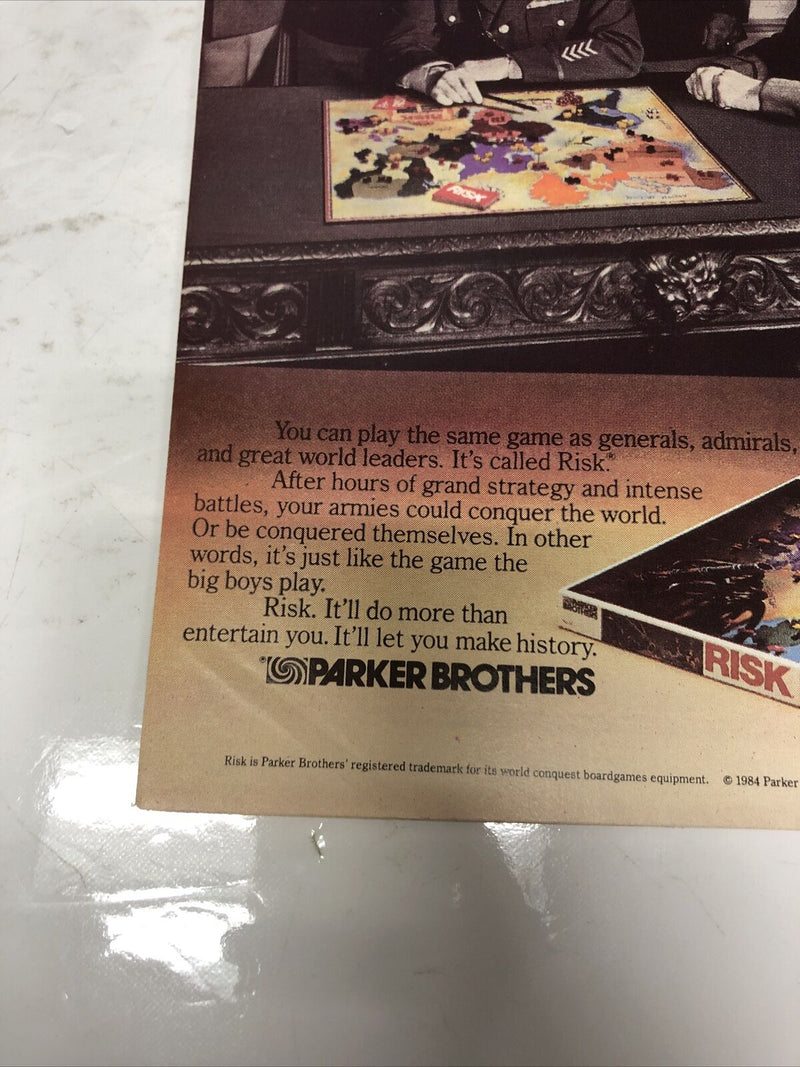 RISK
You can play the same game as generals, admirals,
and great world leaders. It's called Risk.®
After hours of grand strategy and intense
battles, your armies could conquer the world.
Or be conquered themselves. In other
words, it's just like the game the
big boys play.
Risk. It'll do more than
entertain you. It'll let you make history.
RISK
®PARKER BROTHERS
Risk is Parker Brothers' registered trademark for its world conquest boardgames equipment. © 1984 Parker